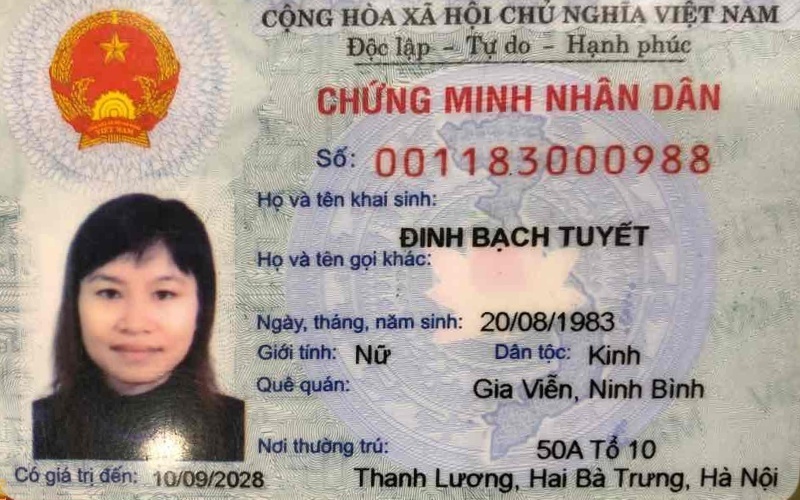 CỘNG HÒA XÃ HỘI CHỦ NGHĨA VIỆT NAM
Độc lập - Tự do - Hạnh phúc
CHỨNG MINH NHÂN DÂN
Số: 001183000988
Họ và tên khai sinh:
ĐINH BẠCH TUYẾT
Họ và tên gọi khác:
Ngày, tháng, năm sinh: 20/08/1983
Giới tính: Nữ Dân tộc: Kinh
Quê quán: Gia Viễn, Ninh Bình
Nơi thường trú: 50A Tổ 10
Thanh Lương, Hai Bà Trưng, Hà Nội
Có giá trị đến: 10/09/2028
VIỆT NAM